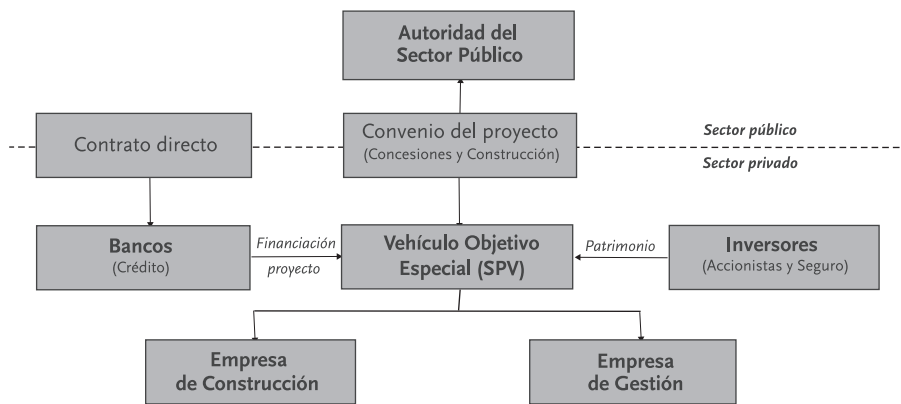 Autoridad del
Sector Público
Contrato directo
Convenio del proyecto
(Concesiones y Construcción)
Sector público
Sector privado
Bancos
(Crédito)
Financiación
proyecto
Vehículo Objetivo
Especial (SPV)
Patrimonio
Inversores
(Accionistas y Seguro)
Empresa
de Construcción
Empresa
de Gestión